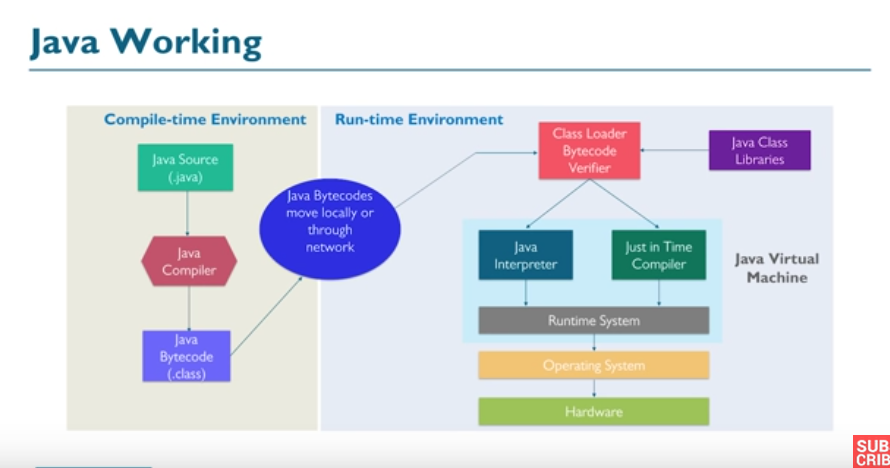 Java Working
Compile-time Environment
Run-time Environment
Java Source
(.java)
Java
Compiler
Java
Bytecode
(.class)
Java Bytecodes
move locally or
through
network
Class Loader
Bytecode
Verifier
Java Class
Libraries
Java
Interpreter
Just in Time
Compiler
Java Virtual
Machine
Runtime System
Operating System
Hardware
SUB
CRIB